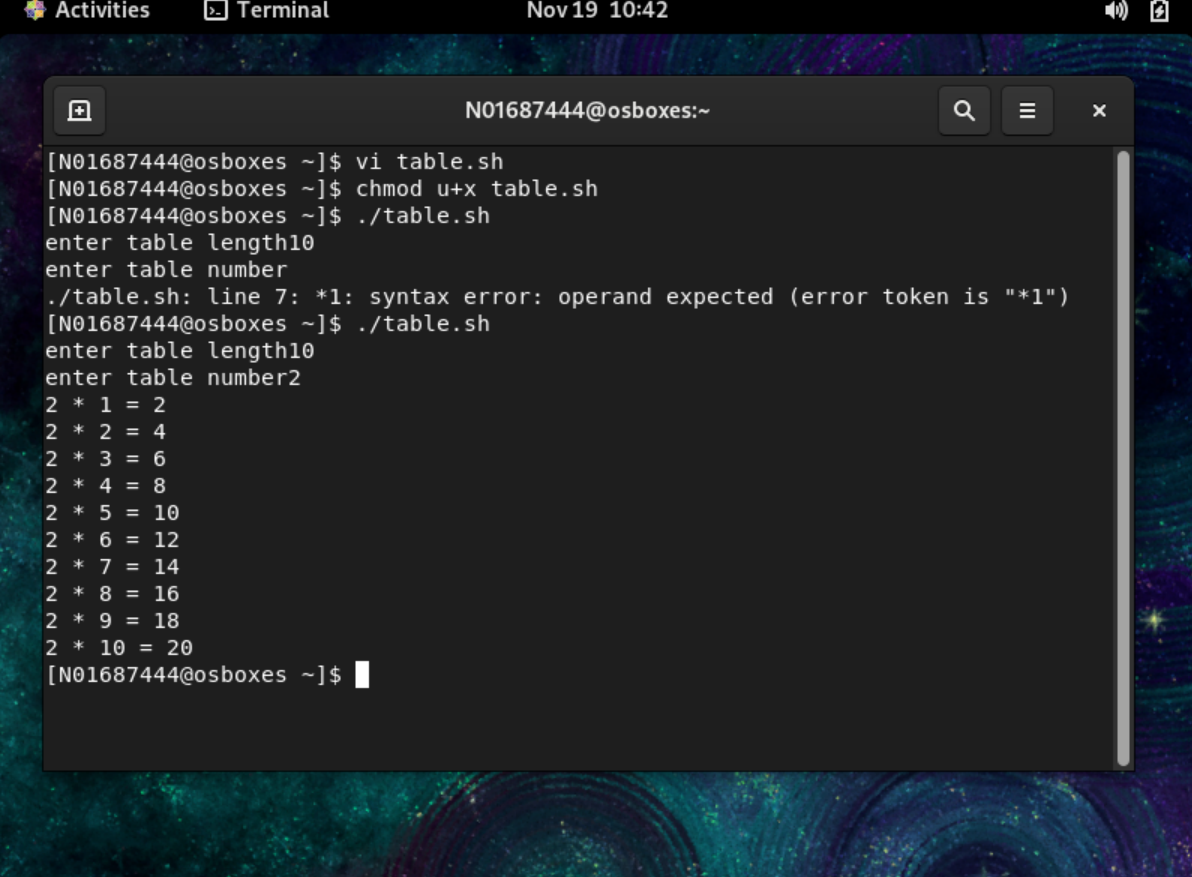 Activities Terminal Nov 19 10:42
N01687444@osboxes:~
[N01687444@osboxes ~]$ vi table.sh
[N01687444@osboxes ~]$ chmod u+x table.sh
[N01687444@osboxes ~]$ ./table.sh
enter table length10
enter table number
./table.sh: line 7: *1: syntax error: operand expected (error token is "*1")
[N01687444@osboxes ~]$ ./table.sh
enter table length10
enter table number2
2 * 1 = 2
2 * 2 = 4
2 * 3 = 6
2 * 4 = 8
2 * 5 = 10
2 * 6 = 12
2 * 7 = 14
2 * 8 = 16
2 * 9 = 18
2 * 10 = 20
[N01687444@osboxes ~]$